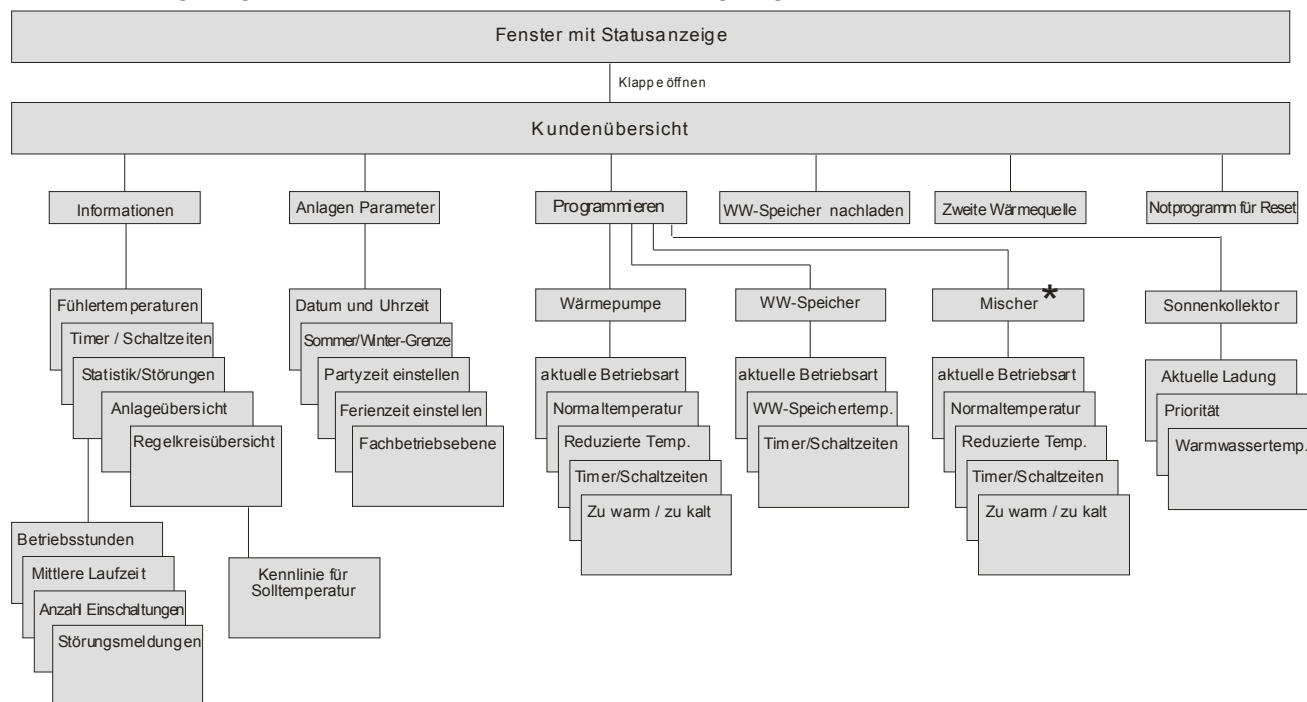 Fenster mit Statusanzeige
Klappe öffnen
Kundenübersicht
Informationen
Anlagen Parameter
Programmieren
WW-Speicher nachladen
Zweite Wärmequelle
Notprogramm für Reset
Fühlertemperaturen
Timer / Schaltzeiten
Statistik/Störungen
Anlageübersicht
Regelkreisübersicht
Datum und Uhrzeit
Sommer/Winter-Grenze
Partyzeit einstellen
Ferienzeit einstellen
Fachbetriebsebene
Wärmepumpe
WW-Speicher
Mischer *
Sonnenkollektor
aktuelle Betriebsart
Normaltemperatur
Reduzierte Temp.
Timer/Schaltzeiten
Zu warm / zu kalt
aktuelle Betriebsart
WW-Speichertemp.
Timer/Schaltzeiten
aktuelle Betriebsart
Normaltemperatur
Reduzierte Temp.
Timer/Schaltzeiten
Zu warm / zu kalt
Aktuelle Ladung
Priorität
Warmwassertemp.
Betriebsstunden
Mittlere Laufzeit
Anzahl Einschaltungen
Störungsmeldungen
Kennlinie für
Solltemperatur